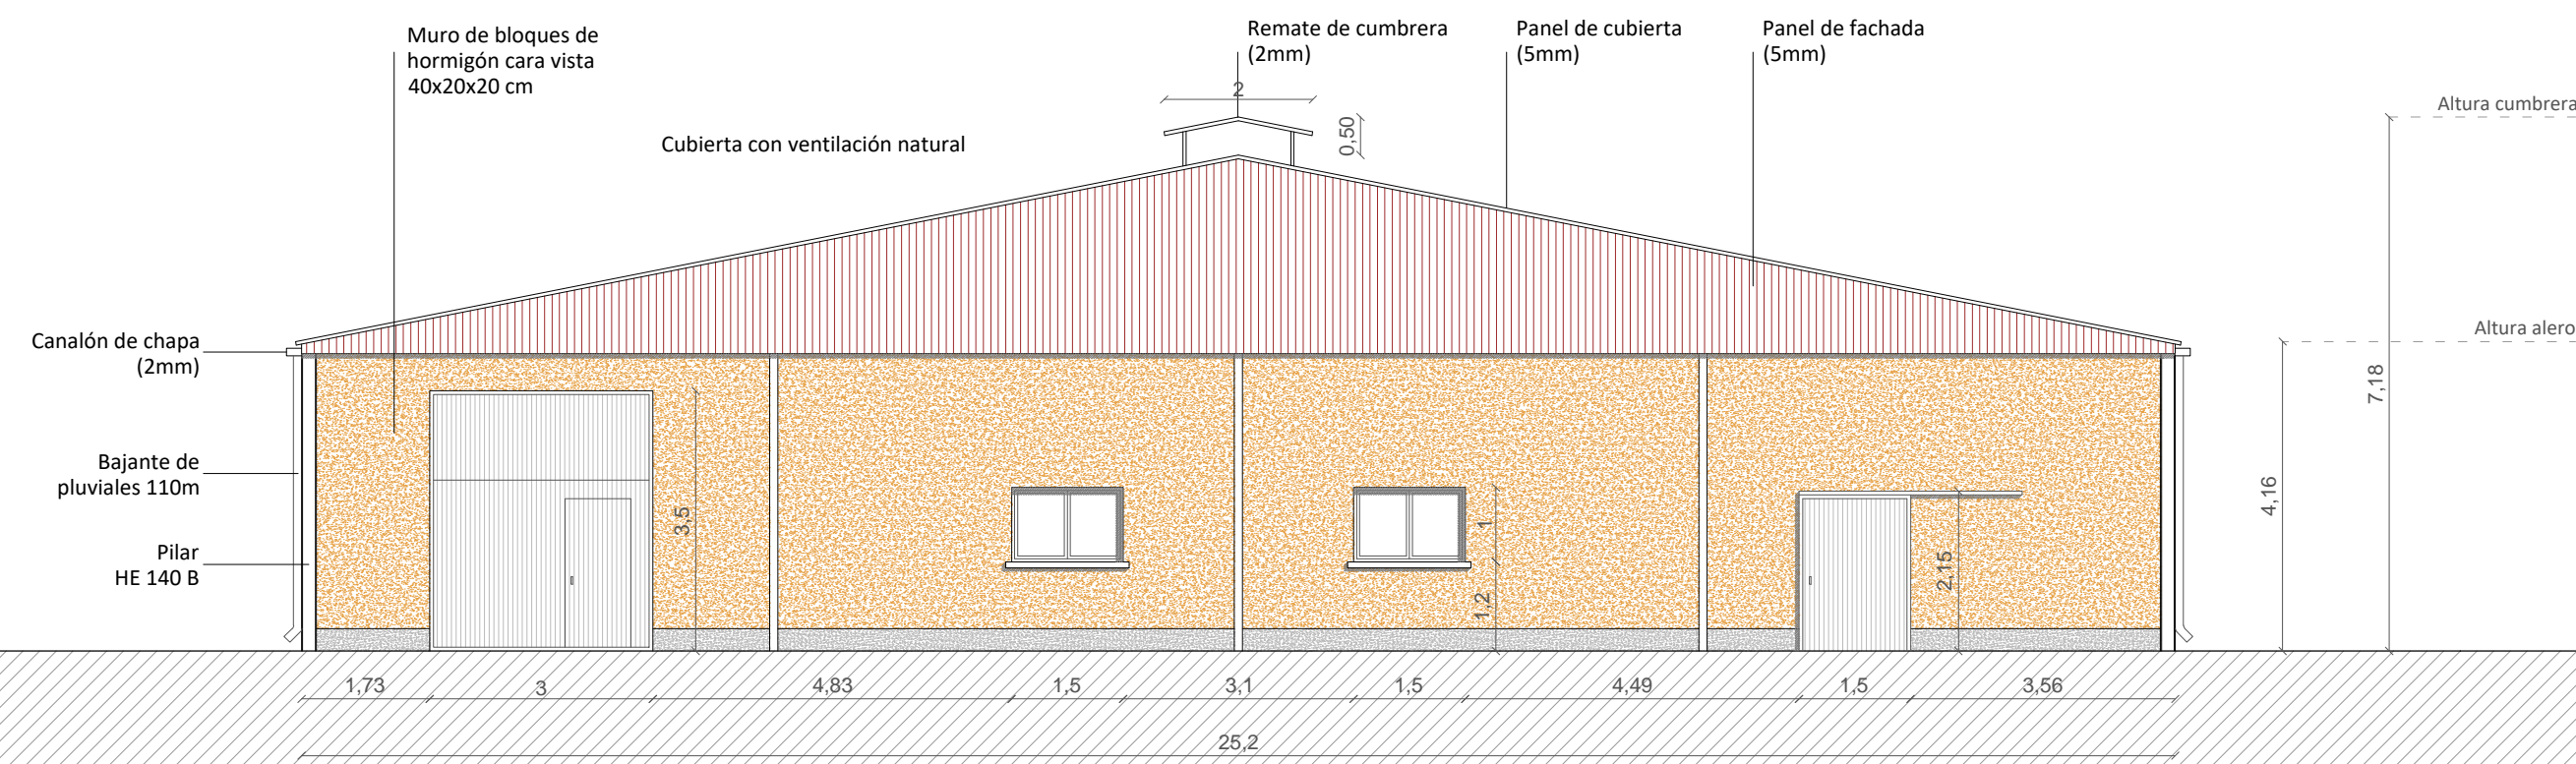 Muro de bloques de
hormigón cara vista
40x20x20 cm
Remate de cumbrera
(2mm)
Panel de cubierta
(5mm)
Panel de fachada
(5mm)
2
0,50
Altura cumbrera
Cubierta con ventilación natural
Altura alero
Canalón de chapa
(2mm)
7,18
4,16
Bajante de
pluviales 110m
3,5
1
Pilar
HE 140 B
2,15
1,2
1,73
3
4,83
1,5
3,1
1,5
4,49
1,5
3,56
25,2